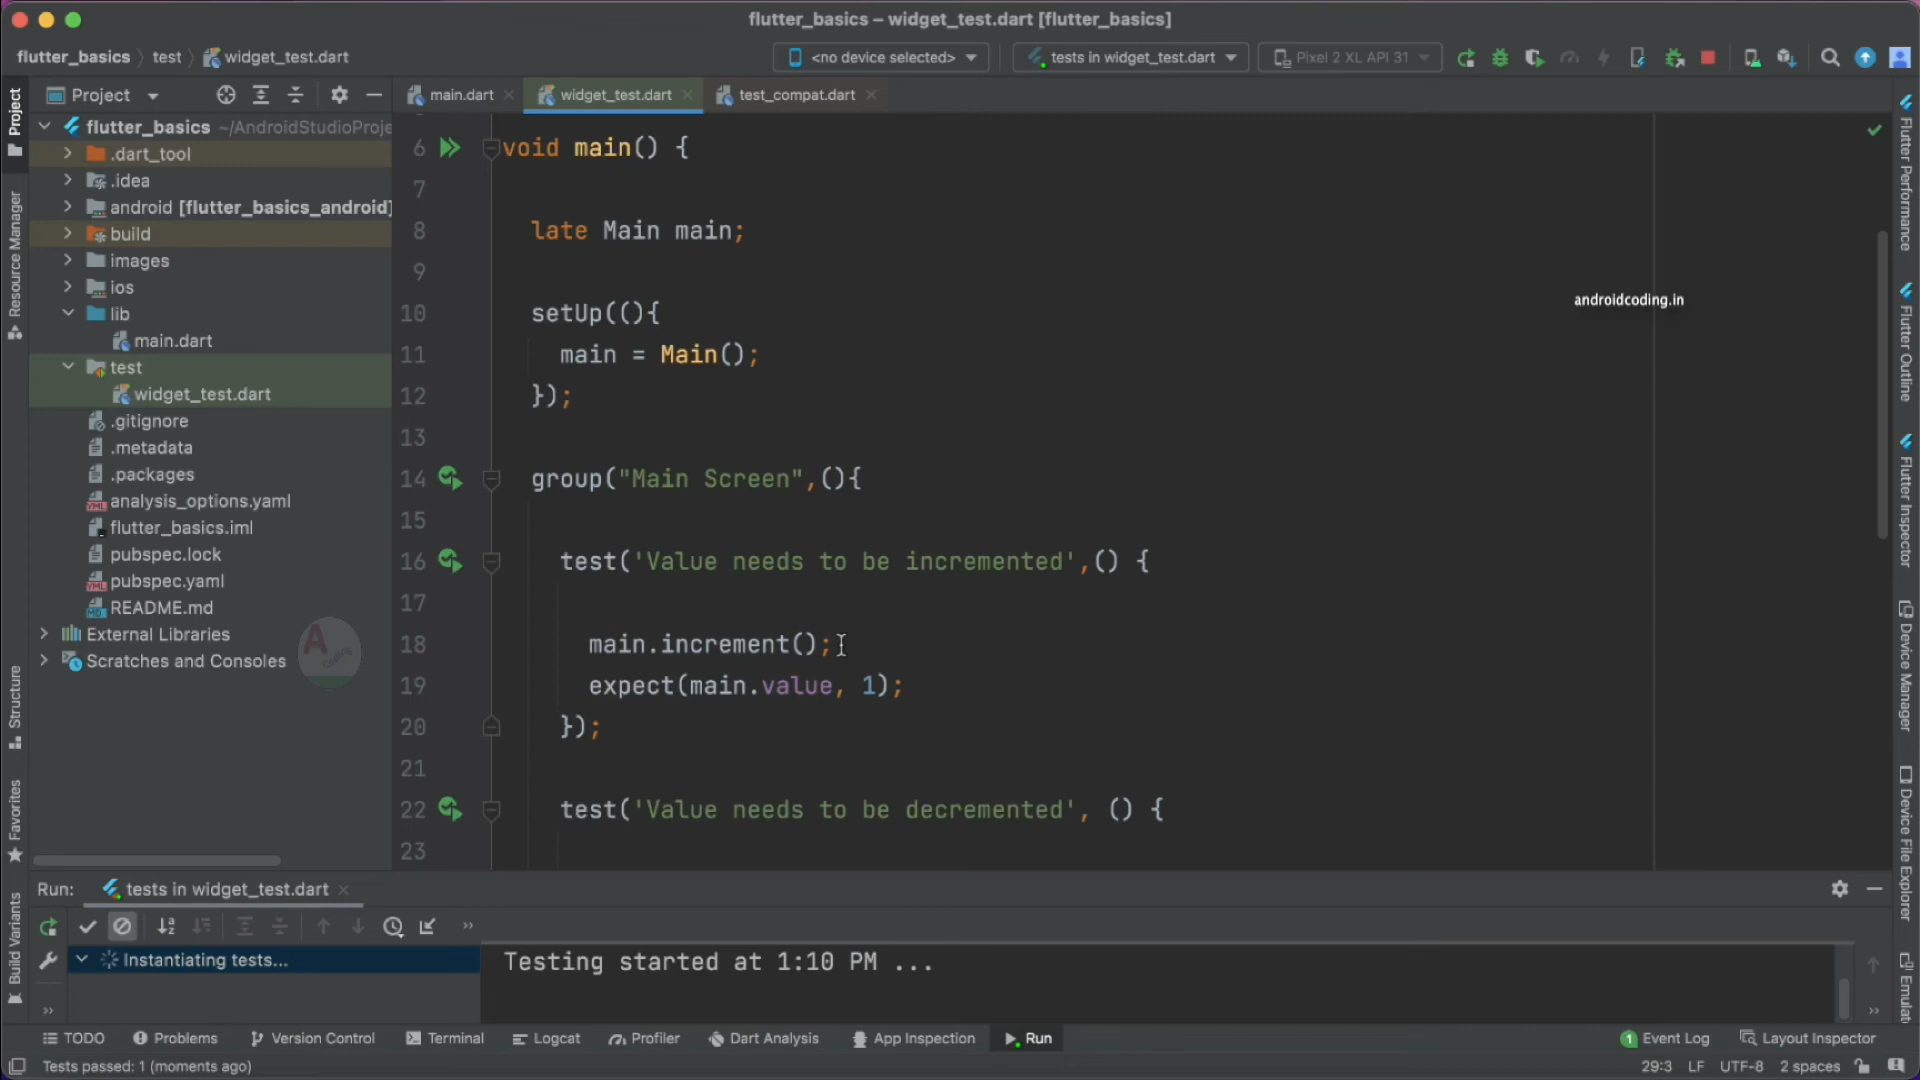 flutter_basics – widget_test.dart [flutter_basics]
flutter_basics test widget_test.dart <no device selected> tests in widget_test.dart Pixel 2 XL API 31
Project main.dart widget_test.dart test_compat.dart
flutter_basics ~/AndroidStudioProje
.dart_tool
.idea
android [flutter_basics_android]
build
images
ios
lib
main.dart
test
widget_test.dart
.gitignore
.metadata
.packages
analysis_options.yaml
flutter_basics.iml
pubspec.lock
pubspec.yaml
README.md
External Libraries
Scratches and Consoles
Project
Resource Manager
Structure
Favorites
Build Variants
6 void main() {
7
8 late Main main;
9
10 setUp((){
11 main = Main();
12 });
13
14 group("Main Screen",(){
15
16 test('Value needs to be incremented',() {
17
18 main.increment();
19 expect(main.value, 1);
20 });
21
22 test('Value needs to be decremented', () {
23
androidcoding.in
Flutter Performance
Flutter Outline
Flutter Inspector
Device Manager
Device File Explorer
Emulat
Run: tests in widget_test.dart
Instantiating tests...
Testing started at 1:10 PM ...
TODO Problems Version Control Terminal Logcat Profiler Dart Analysis App Inspection Run 1 Event Log Layout Inspector
Tests passed: 1 (moments ago) 29:3 LF UTF-8 2 spaces